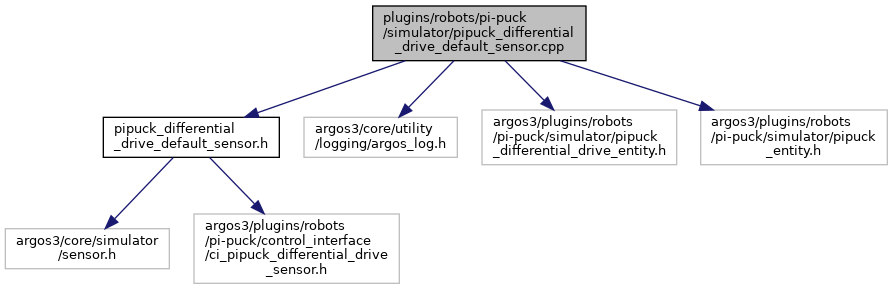 plugins/robots/pi-puck
/simulator/pipuck_differential
_drive_default_sensor.cpp
pipuck_differential
_drive_default_sensor.h
argos3/core/utility
/logging/argos_log.h
argos3/plugins/robots
/pi-puck/simulator/pipuck
_differential_drive_entity.h
argos3/plugins/robots
/pi-puck/simulator/pipuck
_entity.h
argos3/core/simulator
/sensor.h
argos3/plugins/robots
/pi-puck/control_interface
/ci_pipuck_differential_drive
_sensor.h